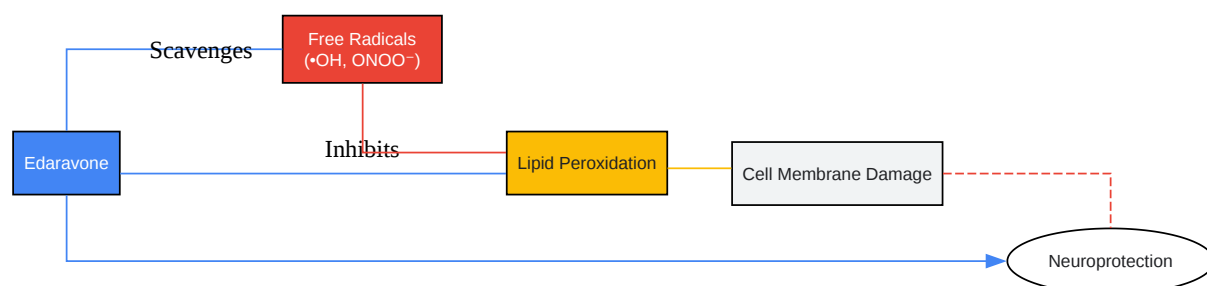 Scavenges
Free Radicals
(•OH, ONOO⁻)
Edaravone
Inhibits
Lipid Peroxidation
Cell Membrane Damage
Neuroprotection